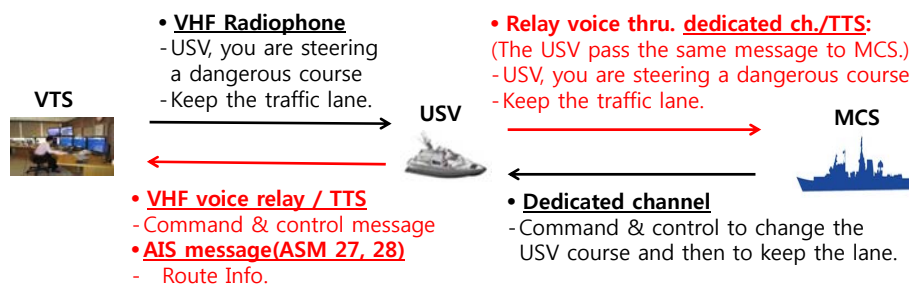 • VHF Radiophone
- USV, you are steering
a dangerous course
- Keep the traffic lane.
• Relay voice thru. dedicated ch./TTS:
(The USV pass the same message to MCS.)
- USV, you are steering a dangerous course
- Keep the traffic lane.
VTS
USV
MCS
• VHF voice relay / TTS
- Command & control message
• AIS message(ASM 27, 28)
- Route Info.
• Dedicated channel
- Command & control to change the
USV course and then to keep the lane.